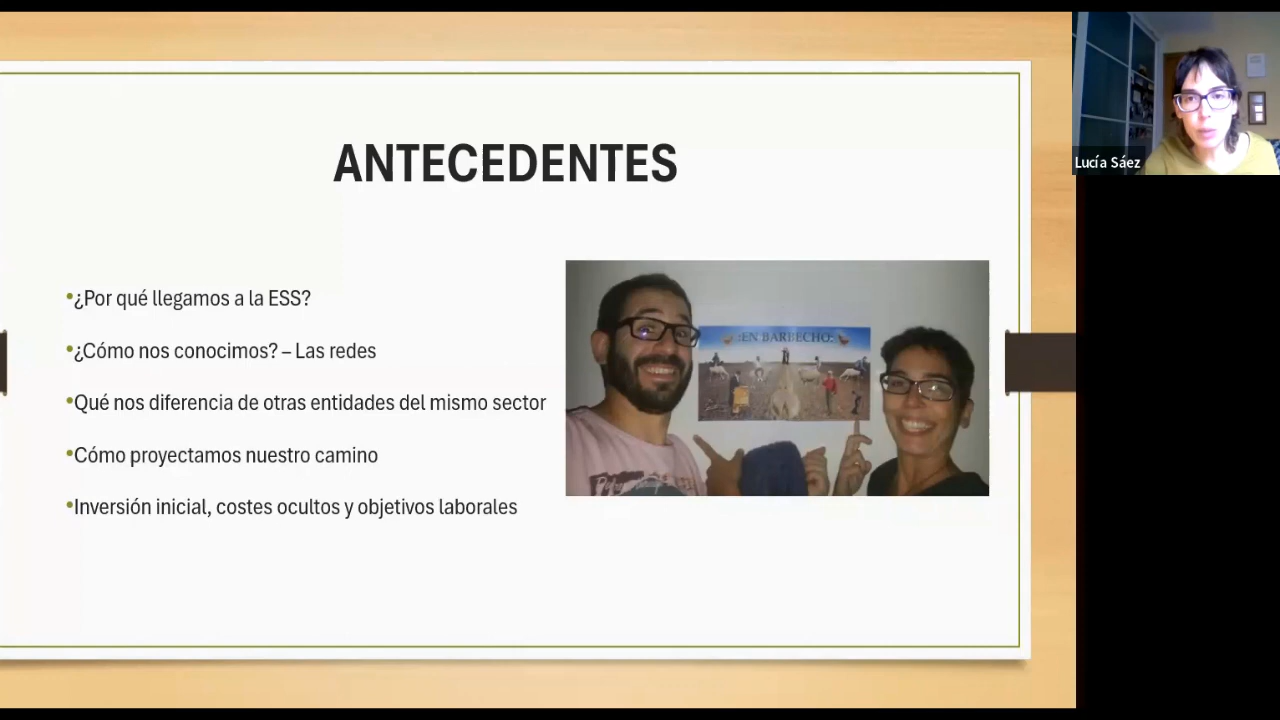 ANTECEDENTES
•¿Por qué llegamos a la ESS?
•¿Cómo nos conocimos? – Las redes
•Qué nos diferencia de otras entidades del mismo sector
•Cómo proyectamos nuestro camino
•Inversión inicial, costes ocultos y objetivos laborales
:EN BARBECHO:
Lucía Sáez